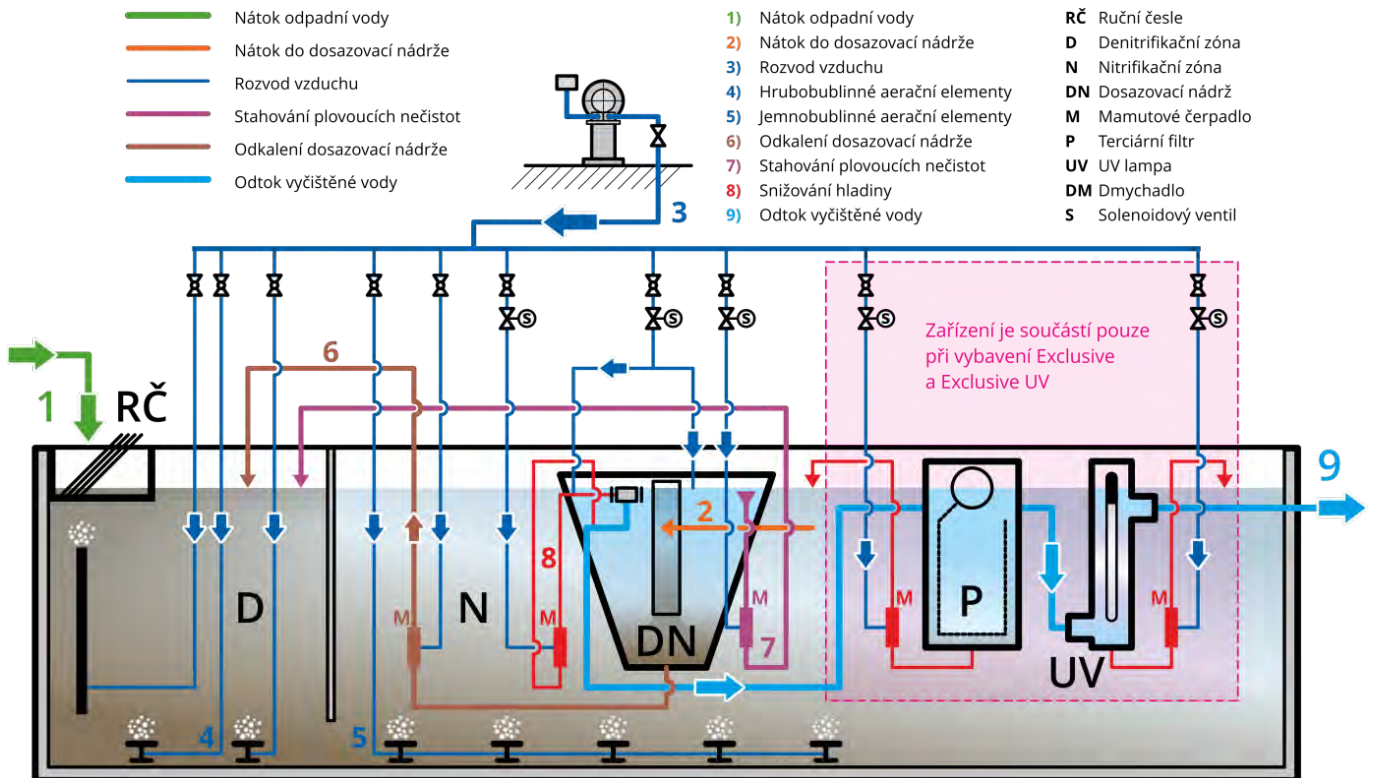 Nátok odpadní vody
Nátok do dosazovací nádrže
Rozvod vzduchu
Stahování plovoucích nečistot
Odkalení dosazovací nádrže
Odtok vyčištěné vody
1) Nátok odpadní vody
2) Nátok do dosazovací nádrže
3) Rozvod vzduchu
4) Hrubobublinné aerační elementy
5) Jemnobublinné aerační elementy
6) Odkalení dosazovací nádrže
7) Stahování plovoucích nečistot
8) Snižování hladiny
9) Odtok vyčištěné vody
RČ Ruční česle
D Denitrifikační zóna
N Nitrifikační zóna
DN Dosazovací nádrž
M Mamutové čerpadlo
P Terciární filtr
UV UV lampa
DM Dmychadlo
S Solenoidový ventil
3
S
S
S
S
S
Zařízení je součástí pouze
při vybavení Exclusive
a Exclusive UV
6
1
RČ
9
2
8
D
N
M
M
DN
M
7
M
P
UV
M
4
5